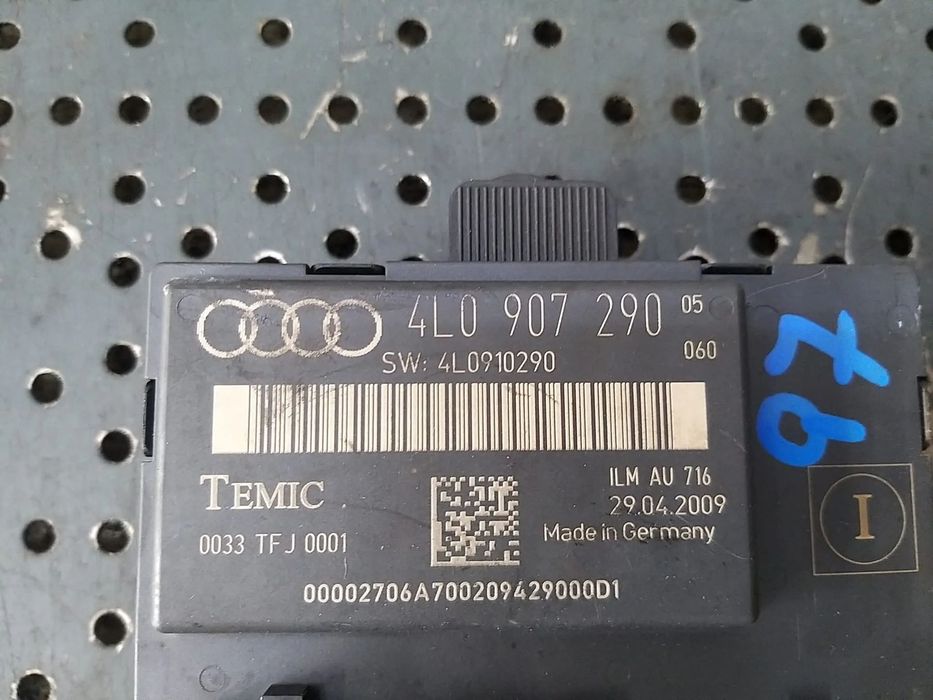 4L0 907 290 05
060
SW: 4L0910290
TEMIC
ILM AU 716
29.04.2009
Made in Germany
0033 TFJ 0001
00002706A700209429000D1
I